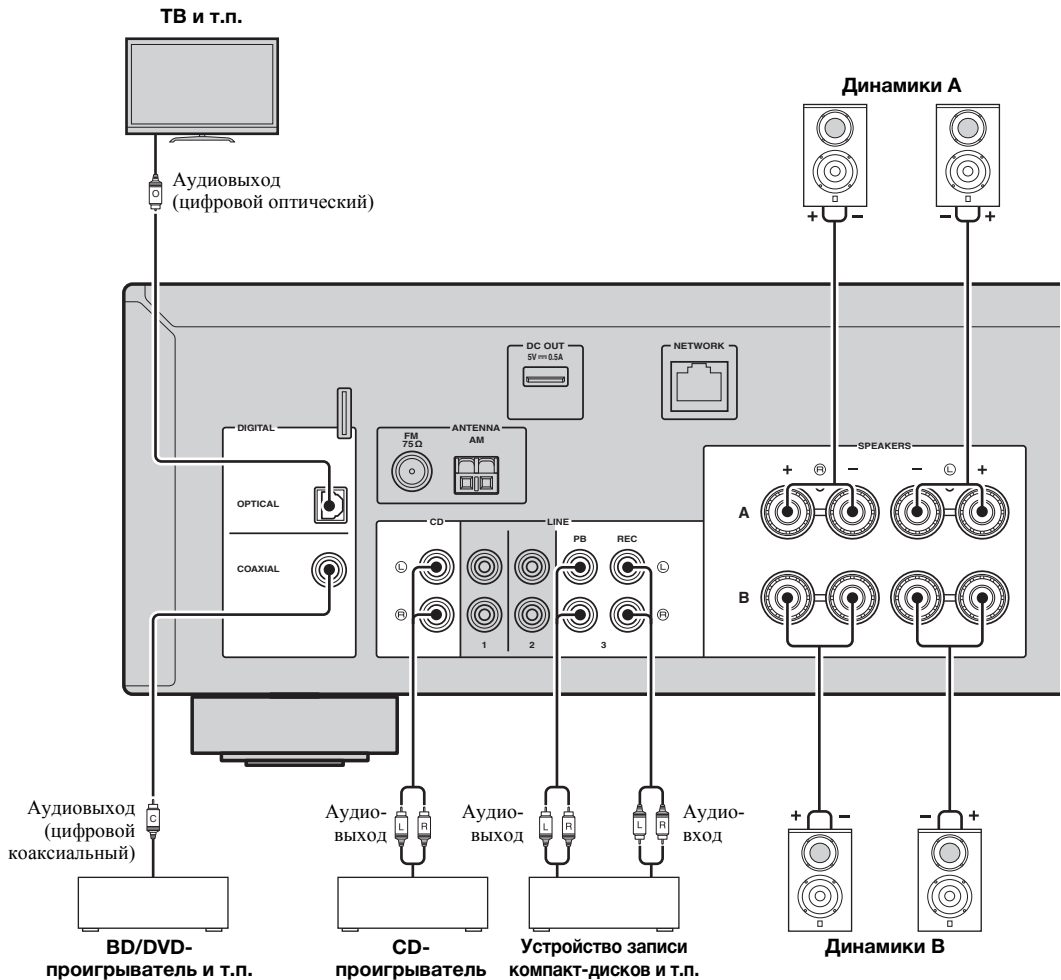 ТВ и т.п.
Аудиовыход
(цифровой оптический)
O
Динамики A
+ − − +
DC OUT
5V ⎓ 0.5A
NETWORK
DIGITAL
OPTICAL
COAXIAL
ANTENNA
FM
75 Ω
AM
SPEAKERS
+ Ⓡ − − Ⓛ +
A
B
CD
LINE
PB REC
Ⓛ Ⓛ
Ⓡ Ⓡ
1 2 3
Аудиовыход
(цифровой
коаксиальный)
C
Аудио-
выход
L R
Аудио-
выход
L R
L R
Аудио-
вход
+ − − +
BD/DVD-
проигрыватель и т.п.
CD-
проигрыватель
Устройство записи
компакт-дисков и т.п.
Динамики B